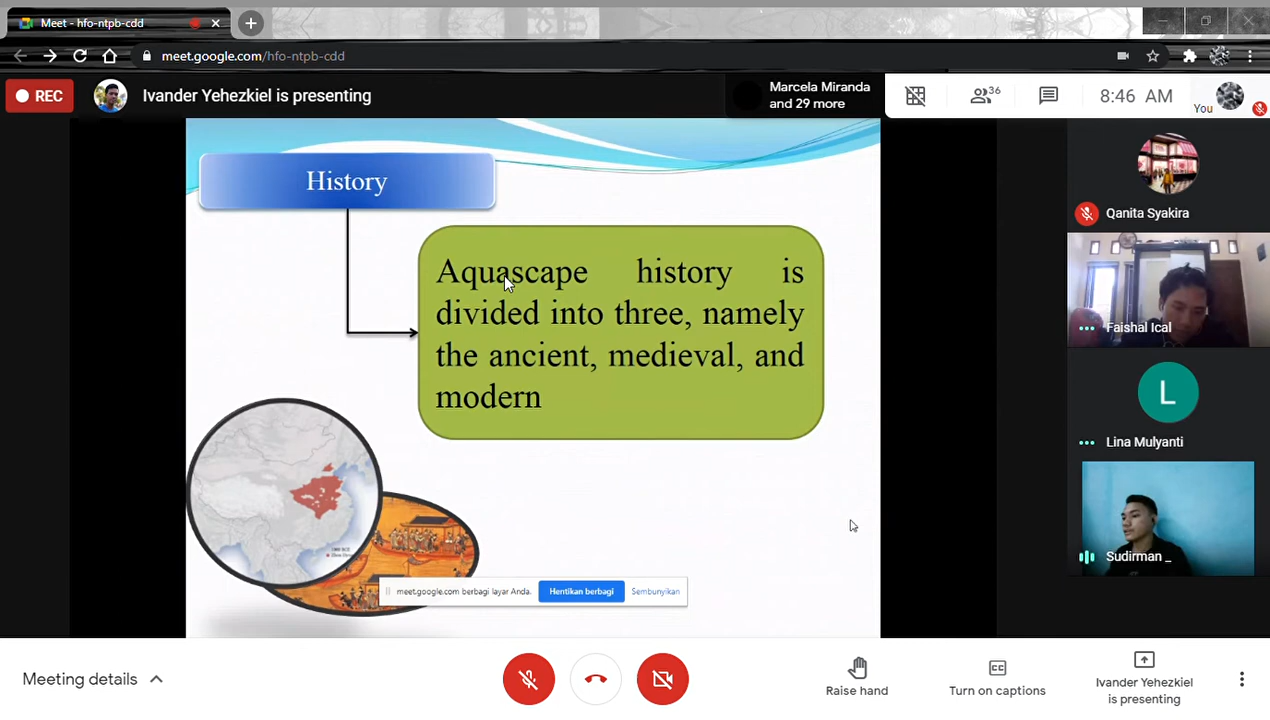 Meet - hfo-ntpb-cdd
meet.google.com/hfo-ntpb-cdd
REC
Ivander Yehezkiel is presenting
Marcela Miranda
and 29 more
36
8:46 AM
You
History
Aquascape history is
divided into three, namely
the ancient, medieval, and
modern
meet.google.com berbagi layar Anda.
Hentikan berbagi
Sembunyikan
Qanita Syakira
Faishal Ical
L
Lina Mulyanti
Sudirman _
Meeting details
Raise hand
CC
Turn on captions
Ivander Yehezkiel
is presenting